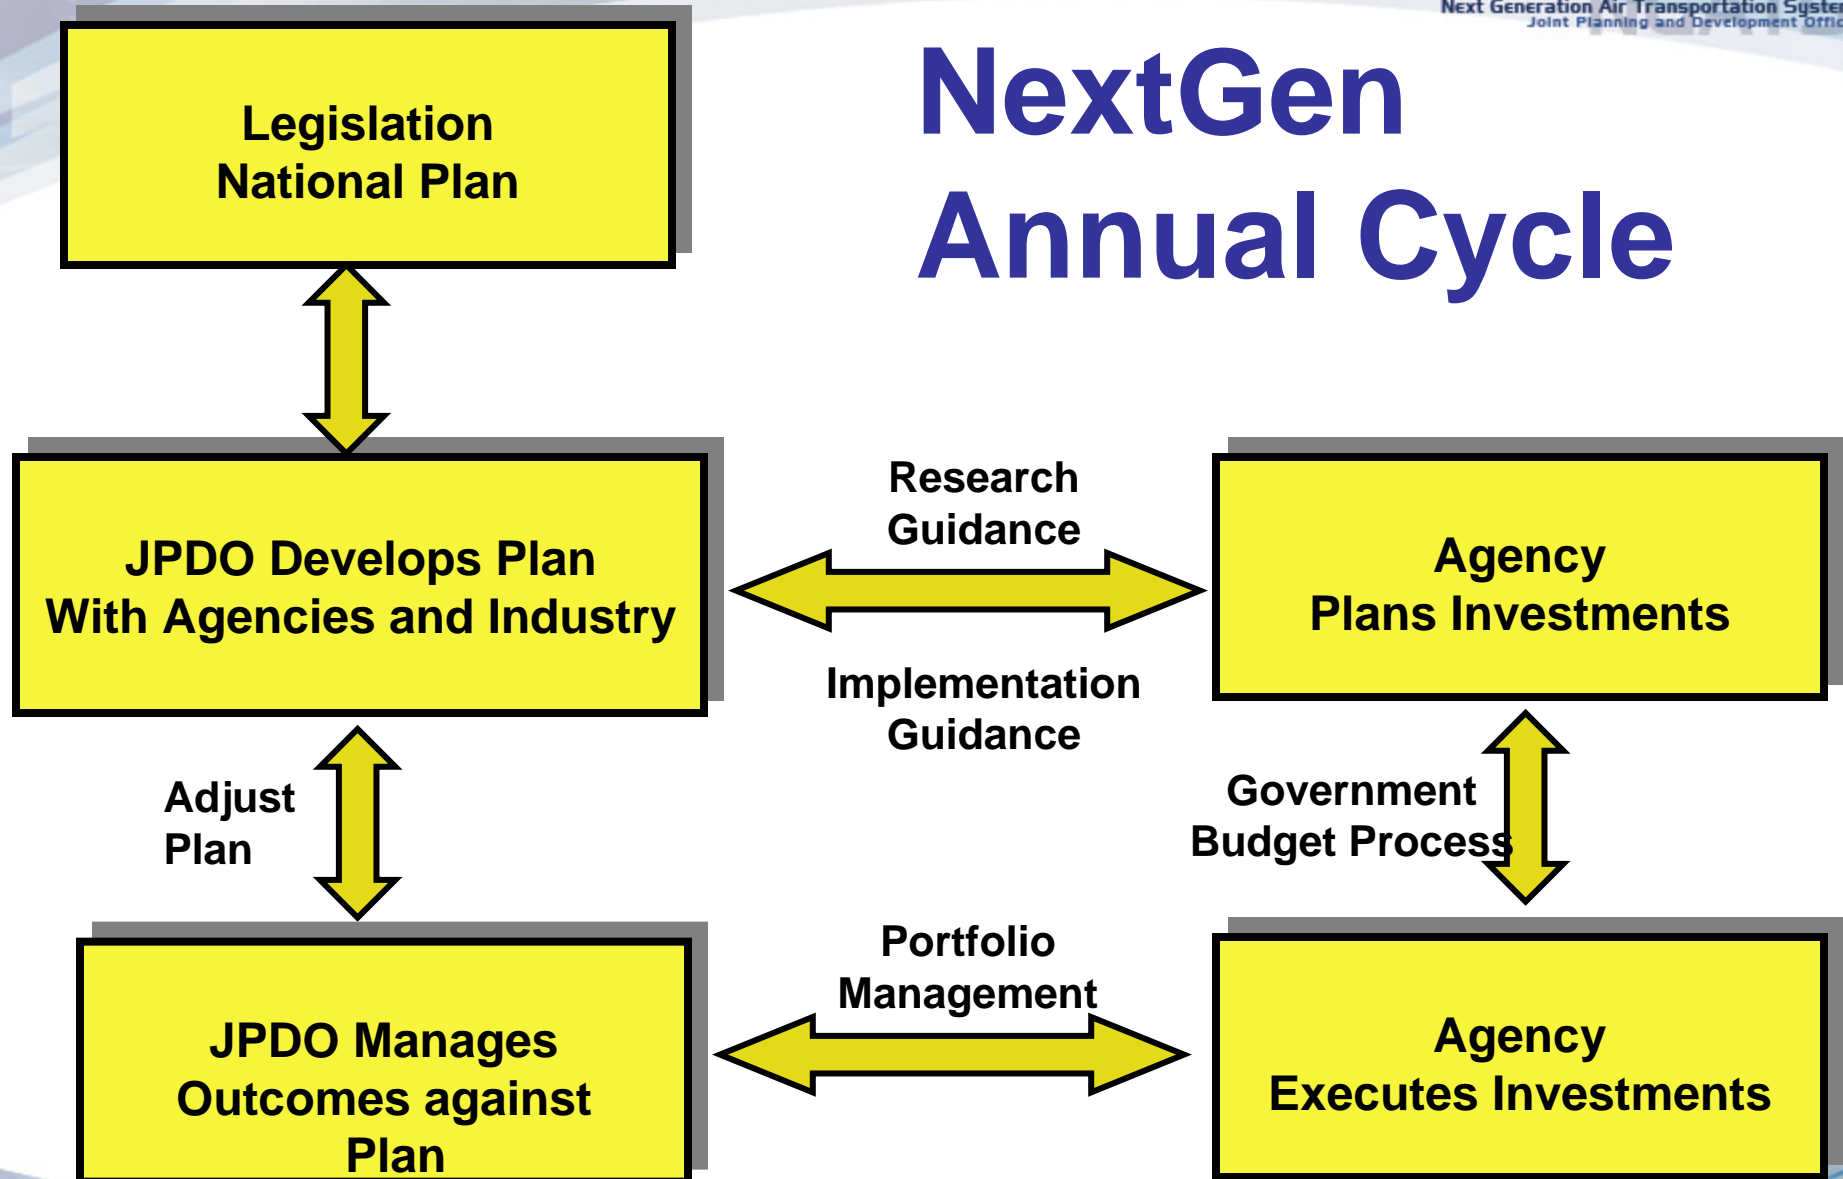 Next Generation Air Transportation System
Joint Planning and Development Office
NextGen
Annual Cycle
Legislation
National Plan
JPDO Develops Plan
With Agencies and Industry
Research
Guidance
Implementation
Guidance
Agency
Plans Investments
Adjust
Plan
Government
Budget Process
JPDO Manages
Outcomes against
Plan
Portfolio
Management
Agency
Executes Investments